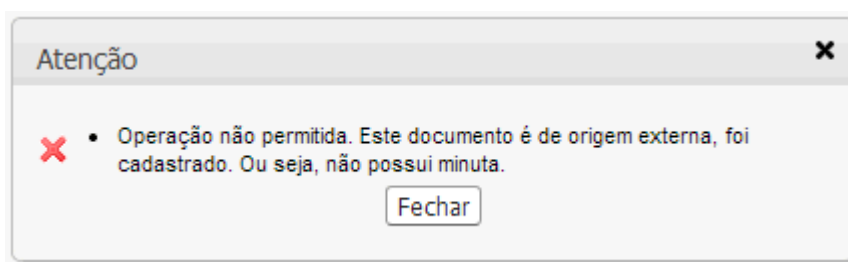 Atenção
Operação não permitida. Este documento é de origem externa, foi
cadastrado. Ou seja, não possui minuta.
Fechar